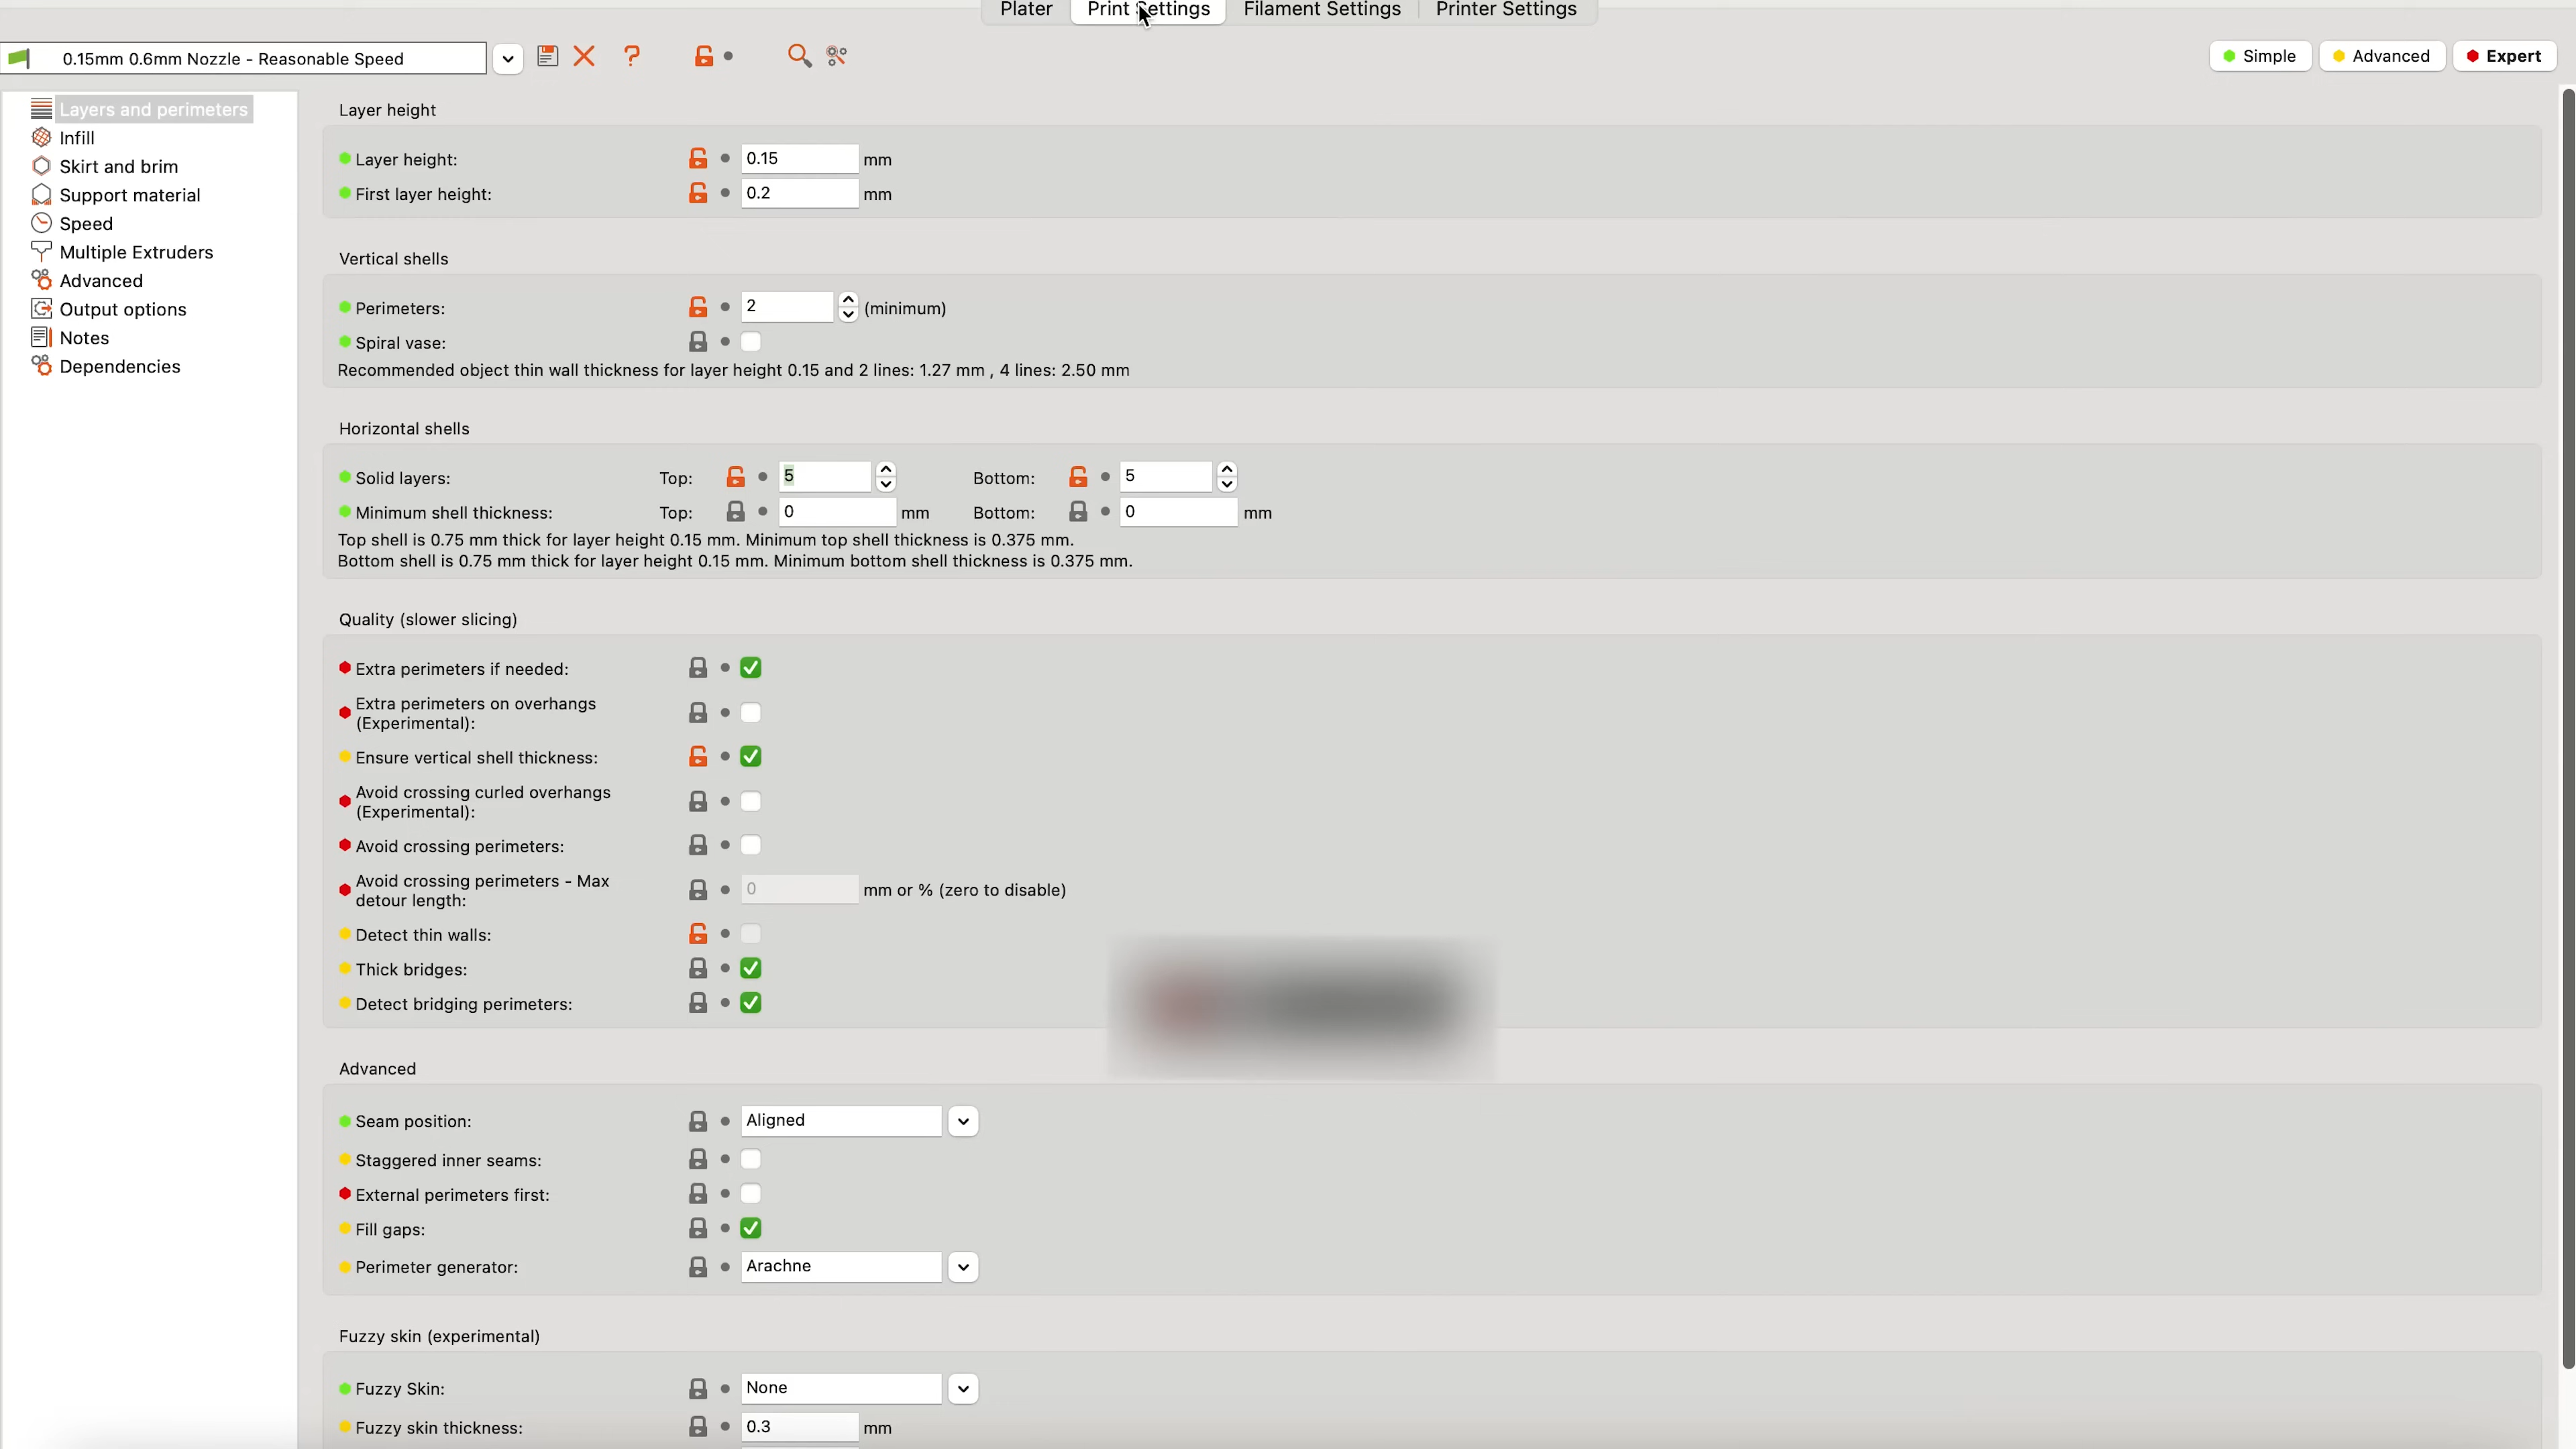 Plater Print Settings Filament Settings Printer Settings
0.15mm 0.6mm Nozzle - Reasonable Speed ? Simple Advanced Expert
Layers and perimeters
Infill
Skirt and brim
Support material
Speed
Multiple Extruders
Advanced
Output options
Notes
Dependencies
Layer height
Layer height: 0.15 mm
First layer height: 0.2 mm
Vertical shells
Perimeters: 2 (minimum)
Spiral vase:
Recommended object thin wall thickness for layer height 0.15 and 2 lines: 1.27 mm , 4 lines: 2.50 mm
Horizontal shells
Solid layers: Top: 5 Bottom: 5
Minimum shell thickness: Top: 0 mm Bottom: 0 mm
Top shell is 0.75 mm thick for layer height 0.15 mm. Minimum top shell thickness is 0.375 mm.
Bottom shell is 0.75 mm thick for layer height 0.15 mm. Minimum bottom shell thickness is 0.375 mm.
Quality (slower slicing)
Extra perimeters if needed:
Extra perimeters on overhangs
(Experimental):
Ensure vertical shell thickness:
Avoid crossing curled overhangs
(Experimental):
Avoid crossing perimeters:
Avoid crossing perimeters - Max
detour length: 0 mm or % (zero to disable)
Detect thin walls:
Thick bridges:
Detect bridging perimeters:
Advanced
Seam position: Aligned
Staggered inner seams:
External perimeters first:
Fill gaps:
Perimeter generator: Arachne
Fuzzy skin (experimental)
Fuzzy Skin: None
Fuzzy skin thickness: 0.3 mm